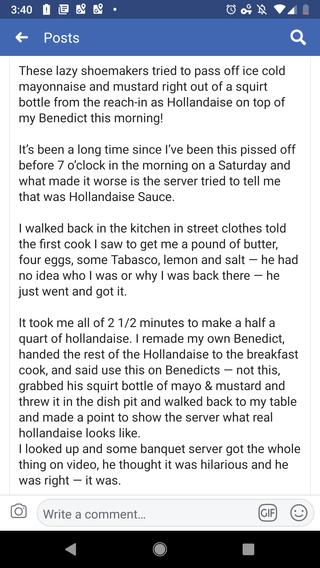 3:40
Posts
These lazy shoemakers tried to pass off ice cold
mayonnaise and mustard right out of a squirt
bottle from the reach-in as Hollandaise on top of
my Benedict this morning!
It's been a long time since I've been this pissed off
before 7 o'clock in the morning on a Saturday and
what made it worse is the server tried to tell me
that was Hollandaise Sauce.
I walked back in the kitchen in street clothes told
the first cook I saw to get me a pound of butter,
four eggs, some Tabasco, lemon and salt — he had
no idea who I was or why I was back there — he
just went and got it.
It took me all of 2 1/2 minutes to make a half a
quart of hollandaise. I remade my own Benedict,
handed the rest of the Hollandaise to the breakfast
cook, and said use this on Benedicts — not this,
grabbed his squirt bottle of mayo & mustard and
threw it in the dish pit and walked back to my table
and made a point to show the server what real
hollandaise looks like.
I looked up and some banquet server got the whole
thing on video, he thought it was hilarious and he
was right — it was.
Write a comment...
GIF